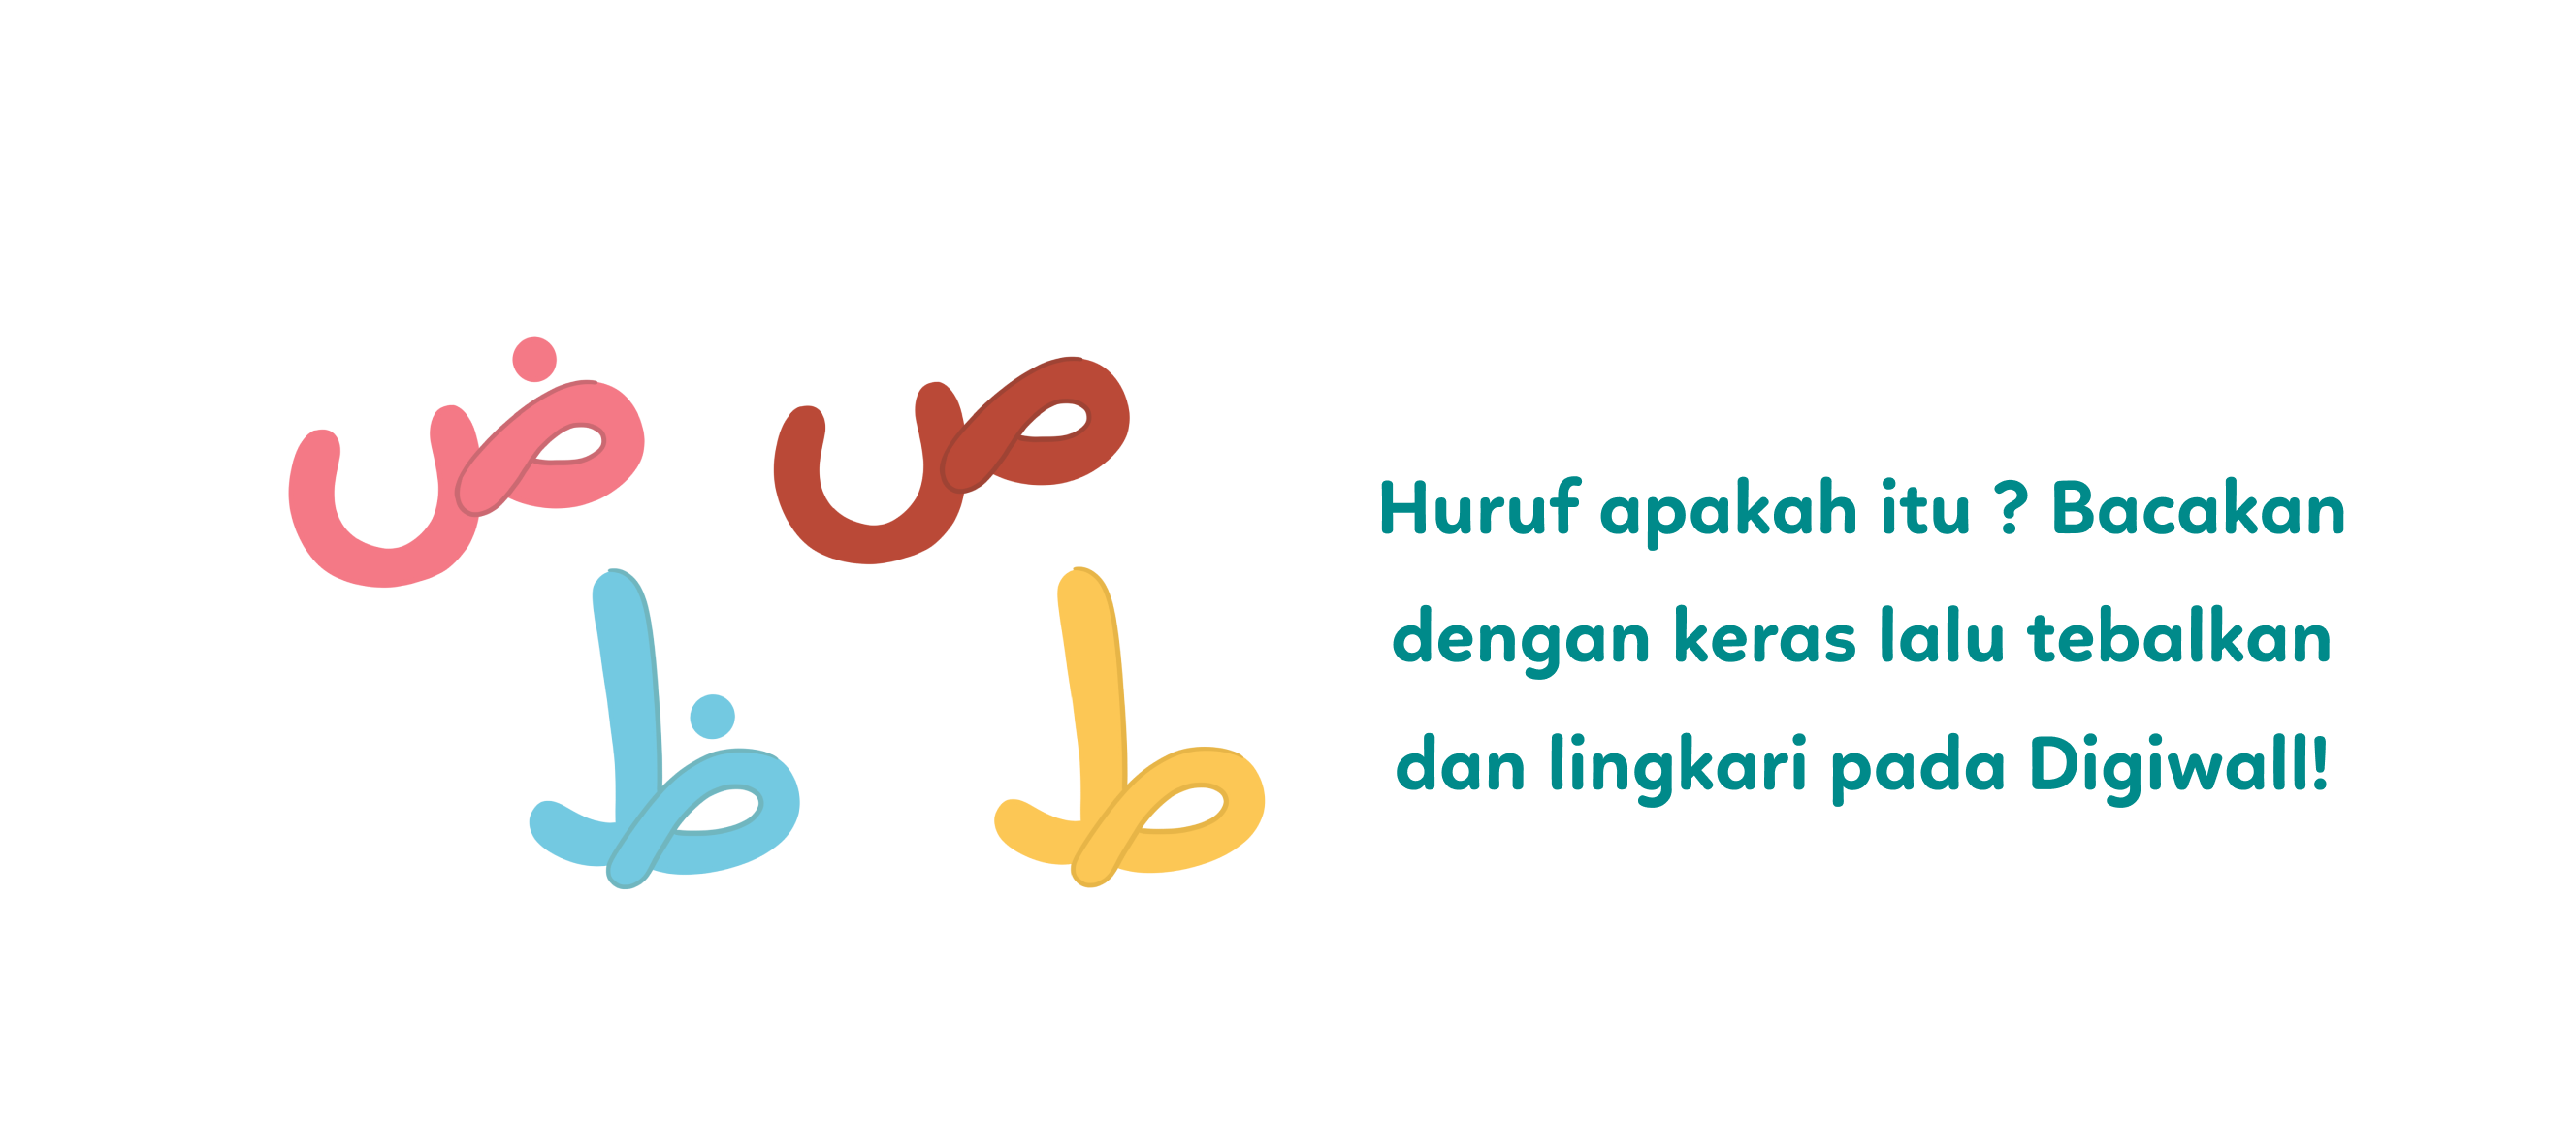 ص ض
ط ظ
Huruf apakah itu ? Bacakan
dengan keras lalu tebalkan
dan lingkari pada Digiwall!